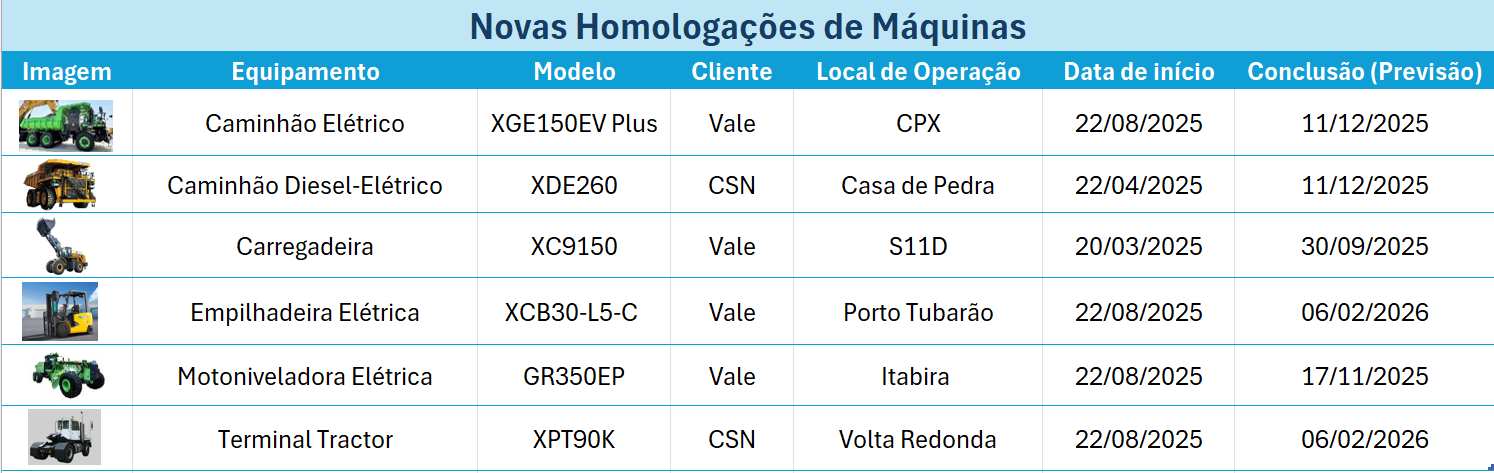 Novas Homologações de Máquinas
Imagem Equipamento Modelo Cliente Local de Operação Data de início Conclusão (Previsão)
Caminhão Elétrico XGE150EV Plus Vale CPX 22/08/2025 11/12/2025
Caminhão Diesel-Elétrico XDE260 CSN Casa de Pedra 22/04/2025 11/12/2025
Carregadeira XC9150 Vale S11D 20/03/2025 30/09/2025
Empilhadeira Elétrica XCB30-L5-C Vale Porto Tubarão 22/08/2025 06/02/2026
Motoniveladora Elétrica GR350EP Vale Itabira 22/08/2025 17/11/2025
Terminal Tractor XPT90K CSN Volta Redonda 22/08/2025 06/02/2026